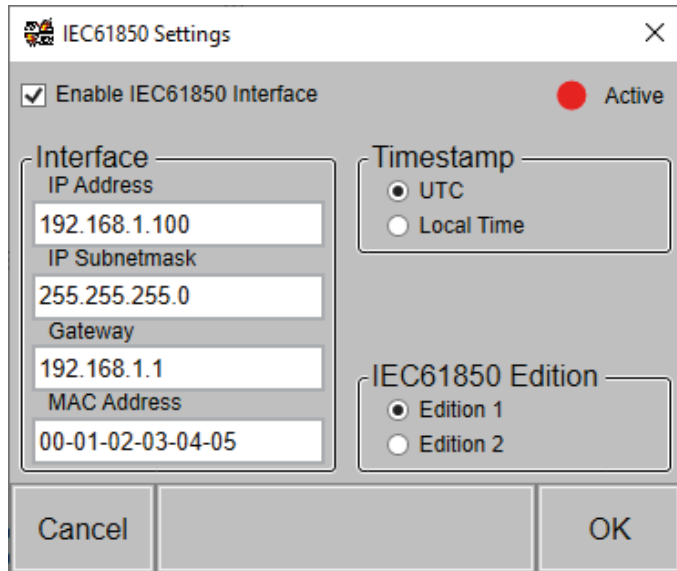 IEC61850 Settings
Enable IEC61850 Interface
Active
Interface
IP Address
192.168.1.100
IP Subnetmask
255.255.255.0
Gateway
192.168.1.1
MAC Address
00-01-02-03-04-05
Timestamp
UTC
Local Time
IEC61850 Edition
Edition 1
Edition 2
Cancel
OK